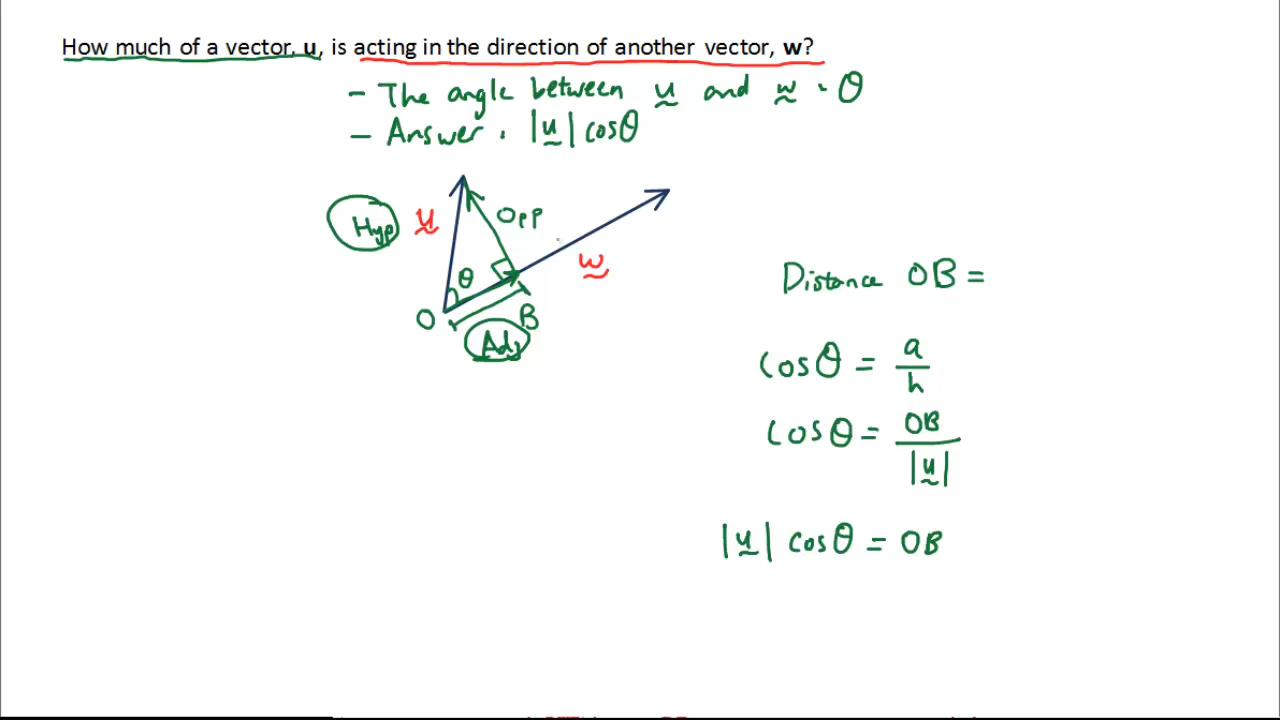 How much of a vector, u, is acting in the direction of another vector, w?
- The angle between u and w = θ
- Answer = |u| cosθ
Hyp
u
Opp
θ
w
O
B
Adj
Distance OB =
cosθ = a/h
cosθ = OB/|u|
|u| cosθ = OB